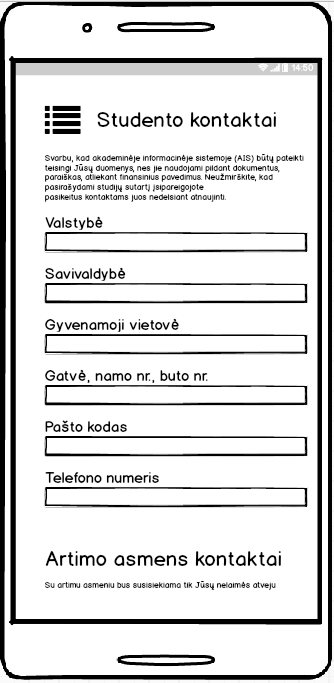 14:50
Studento kontaktai
Svarbu, kad akademinėje informacinėje sistemoje (AIS) būtų pateikti
teisingi Jūsų duomenys, nes jie naudojami pildant dokumentus,
paraiškas, atliekant finansinius pavedimus. Neužmirškite, kad
pasirašydami studijų sutartį įsipareigojote
pasikeitus kontaktams juos nedelsiant atnaujinti.
Valstybė
Savivaldybė
Gyvenamoji vietovė
Gatvė, namo nr., buto nr.
Pašto kodas
Telefono numeris
Artimo asmens kontaktai
Su artimu asmeniu bus susisiekiama tik Jūsų nelaimės atveju